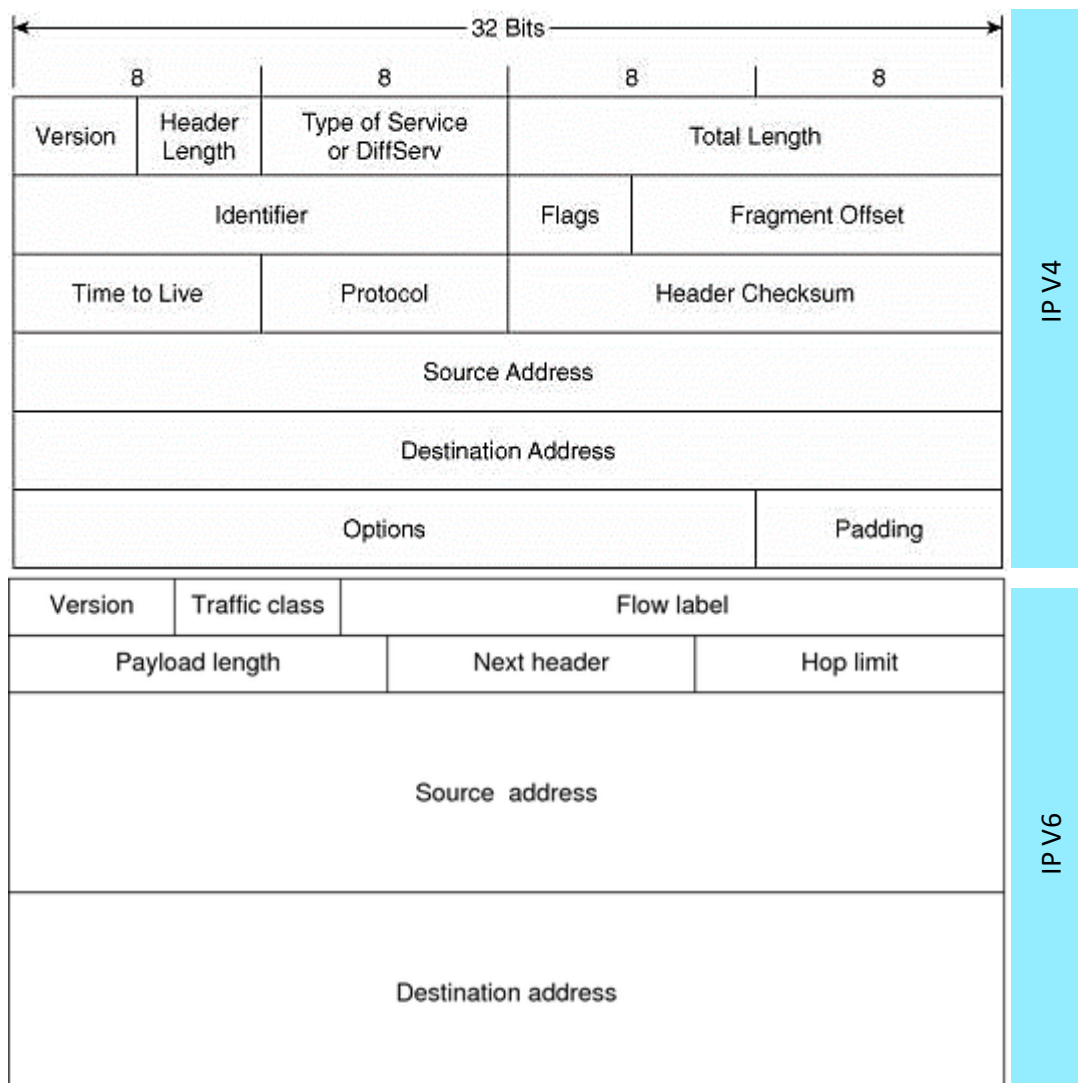 32 Bits
8 8 8 8
Version Header Length Type of Service or DiffServ Total Length
Identifier Flags Fragment Offset
Time to Live Protocol Header Checksum
Source Address
Destination Address
Options Padding
IP V4
Version Traffic class Flow label
Payload length Next header Hop limit
Source address
Destination address
IP V6